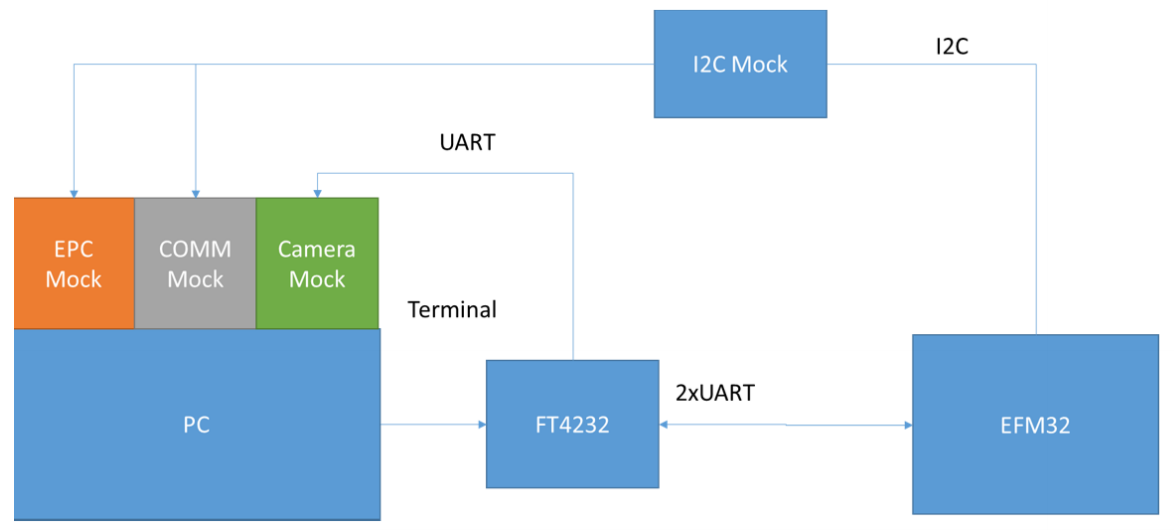 I2C Mock
I2C
UART
EPC
Mock
COMM
Mock
Camera
Mock
Terminal
PC
FT4232
2xUART
EFM32